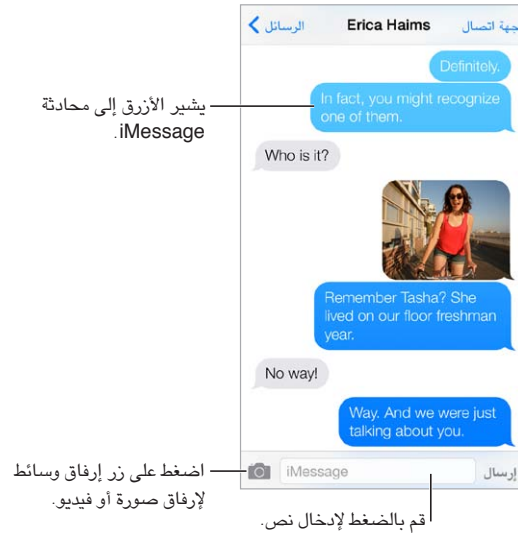 الرسائل
Erica Haims
جهة اتصال
Definitely.
In fact, you might recognize
one of them.
يشير الأزرق إلى محادثة
iMessage.
Who is it?
Remember Tasha? She
lived on our floor freshman
year.
No way!
Way. And we were just
talking about you.
iMessage
إرسال
اضغط على زر إرفاق وسائط
لإرفاق صورة أو فيديو.
قم بالضغط لإدخال نص.